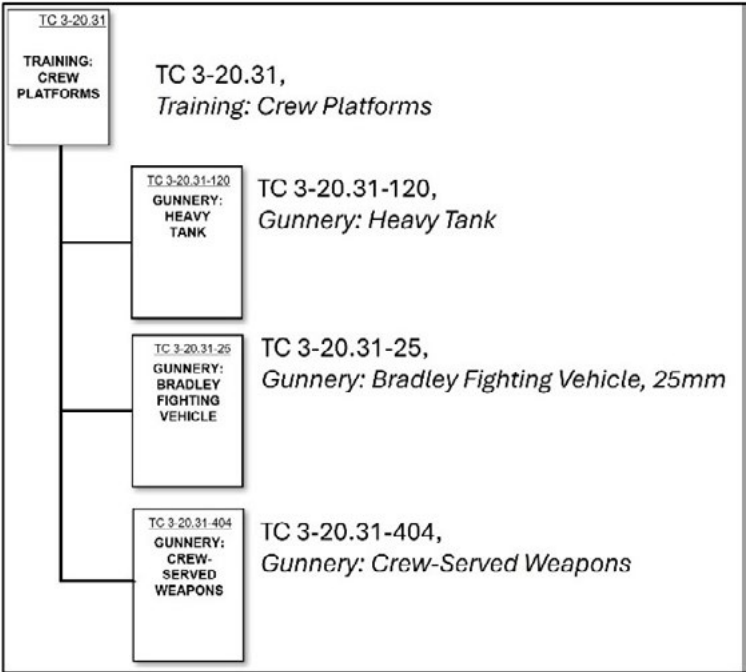 TC 3-20.31
TRAINING:
CREW
PLATFORMS
TC 3-20.31,
Training: Crew Platforms
TC 3-20.31-120
GUNNERY:
HEAVY
TANK
TC 3-20.31-120,
Gunnery: Heavy Tank
TC 3-20.31-25
GUNNERY:
BRADLEY
FIGHTING
VEHICLE
TC 3-20.31-25,
Gunnery: Bradley Fighting Vehicle, 25mm
TC 3-20.31-404
GUNNERY:
CREW-
SERVED
WEAPONS
TC 3-20.31-404,
Gunnery: Crew-Served Weapons